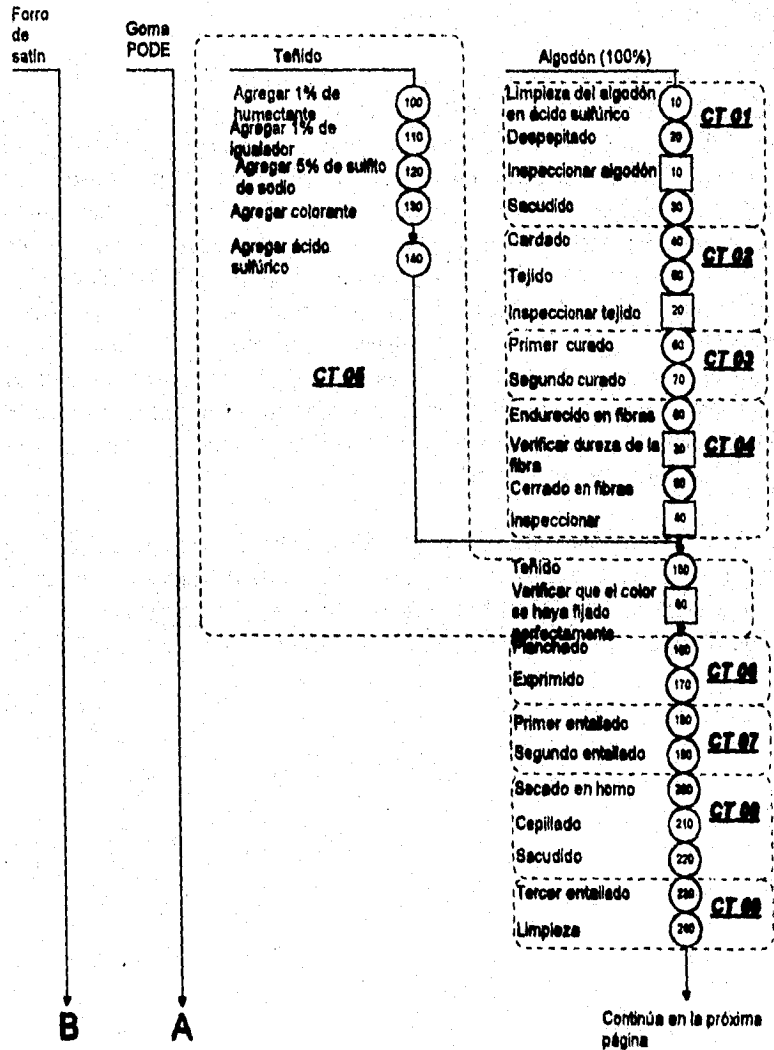 Forro
de
satín
Goma
PODE
Teñido
Agregar 1% de
humectante
Agregar 1% de
igualador
Agregar 5% de sulfito
de sodio
Agregar colorante
Agregar ácido
sulfúrico
100
110
120
130
140
CT 05
Algodón (100%)
Limpieza del algodón
en ácido sulfúrico
10
CT 01
Despepitado
20
Inspeccionar algodón
10
Sacudido
30
Cardado
40
CT 02
Tejido
50
Inspeccionar tejido
20
Primer curado
60
CT 03
Segundo curado
70
Endurecido en fibras
80
Verificar dureza de la
fibra
30
CT 04
Cerrado en fibras
90
Inspeccionar
40
Teñido
150
Verificar que el color
se haya fijado
perfectamente
Planchado
160
CT 06
Exprimido
170
Primer entallado
180
CT 07
Segundo entallado
190
Secado en horno
200
CT 08
Cepillado
210
Sacudido
220
Tercer entallado
230
CT 09
Limpieza
240
B
A
Continúa en la próxima
página